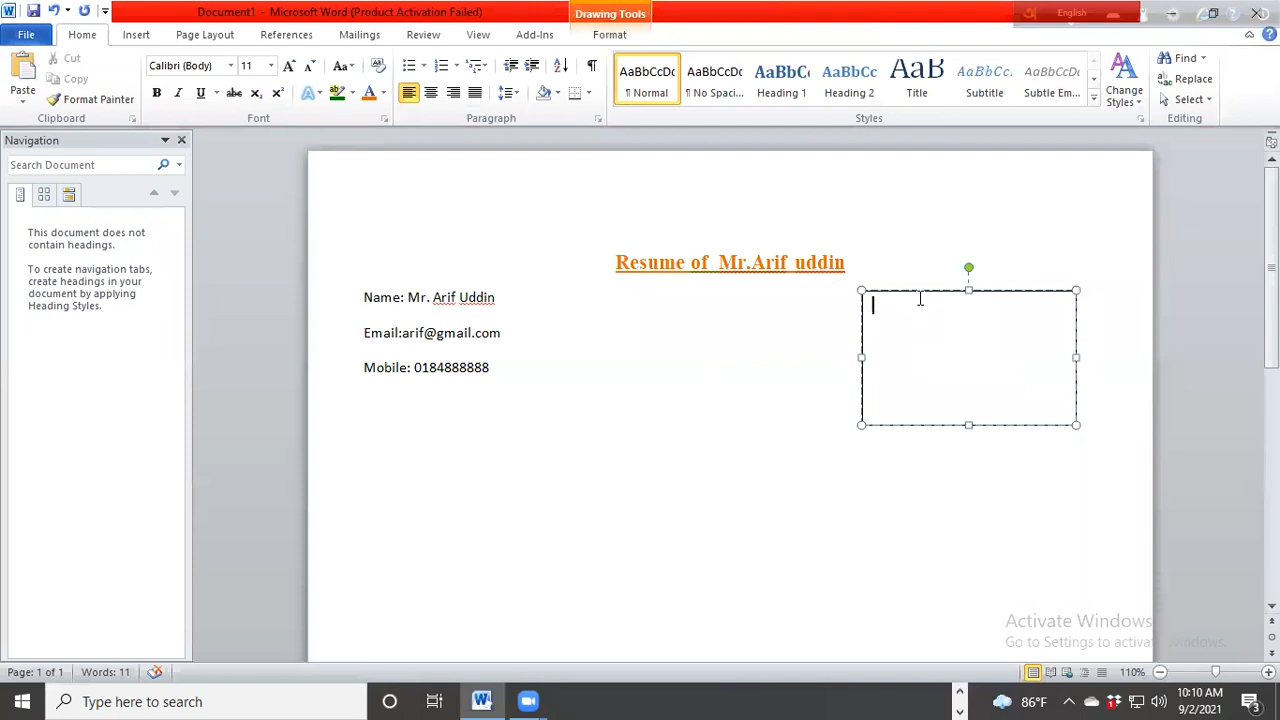 Document1 - Microsoft Word (Product Activation Failed)
Drawing Tools
English
File
Home
Insert
Page Layout
References
Mailings
Review
View
Add-Ins
Format
Paste
Cut
Copy
Format Painter
Clipboard
Calibri (Body)
11
Font
Paragraph
AaBbCcDc
¶ Normal
AaBbCcDc
¶ No Spaci...
AaBbC
Heading 1
AaBbCc
Heading 2
AaB
Title
AaBbCc.
Subtitle
AaBbCcDc
Subtle Em...
Styles
Change
Styles
Find
Replace
Select
Editing
Navigation
Search Document
This document does not
contain headings.
To create navigation tabs,
create headings in your
document by applying
Heading Styles.
Resume of Mr.Arif uddin
Name: Mr. Arif Uddin
Email:arif@gmail.com
Mobile: 0184888888
Activate Windows
Go to Settings to activate Windows.
Page: 1 of 1
Words: 11
110%
Type here to search
86°F
10:10 AM
9/2/2021